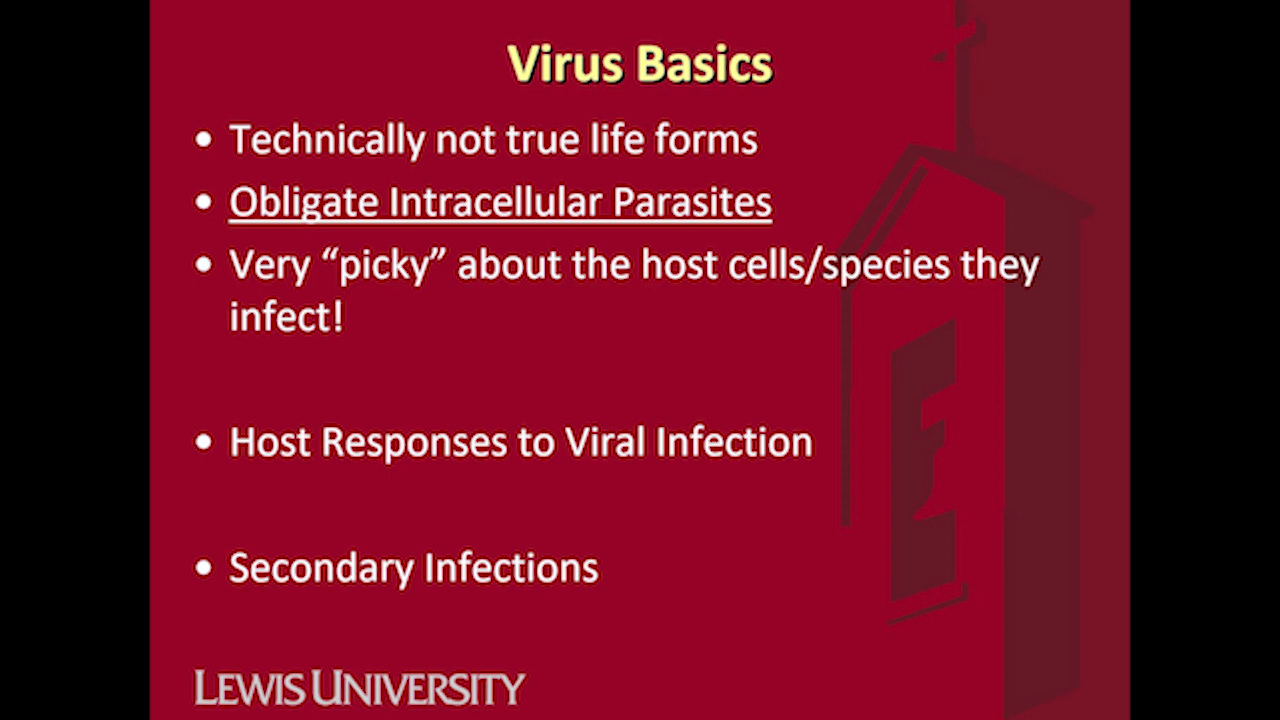 Virus Basics
• Technically not true life forms
• Obligate Intracellular Parasites
• Very “picky” about the host cells/species they
infect!
• Host Responses to Viral Infection
• Secondary Infections
LEWIS UNIVERSITY